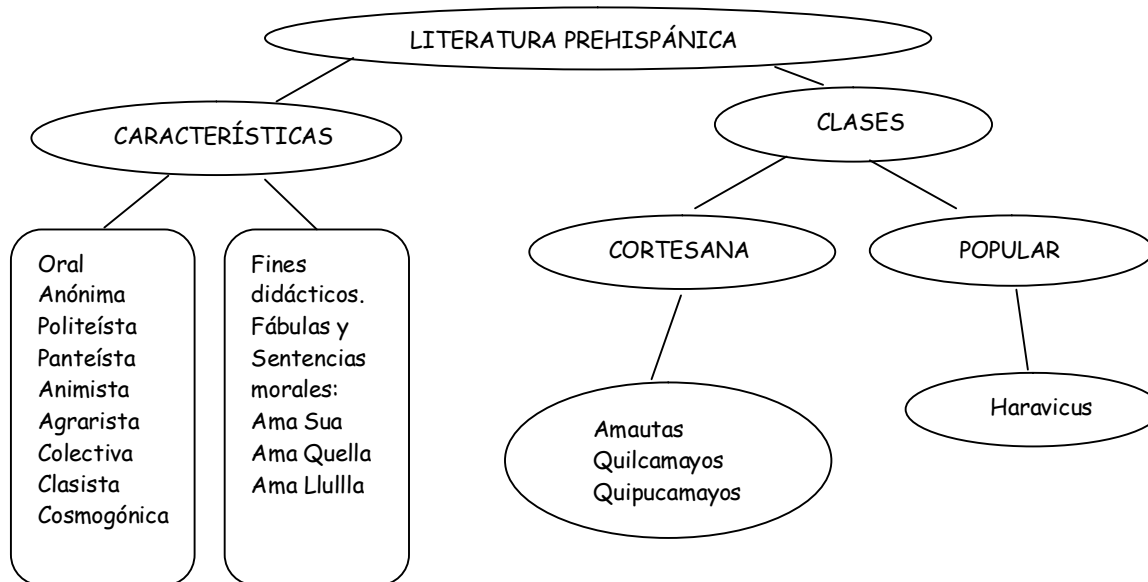 LITERATURA PREHISPÁNICA
CARACTERÍSTICAS
CLASES
Oral
Anónima
Politeísta
Panteísta
Animista
Agrarista
Colectiva
Clasista
Cosmogónica
Fines
didácticos.
Fábulas y
Sentencias
morales:
Ama Sua
Ama Quella
Ama Llullla
CORTESANA
POPULAR
Amautas
Quilcamayos
Quipucamayos
Haravicus